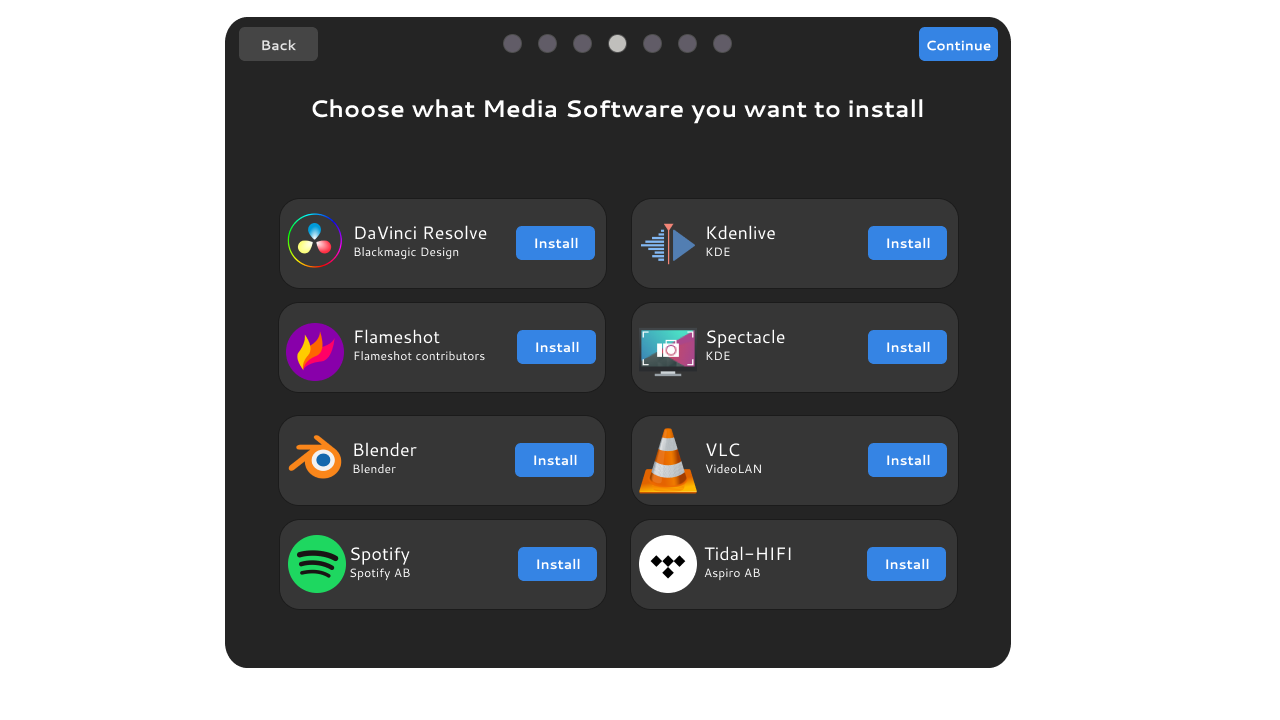 Back
Continue
Choose what Media Software you want to install
DaVinci Resolve
Blackmagic Design
Install
Kdenlive
KDE
Install
Flameshot
Flameshot contributors
Install
Spectacle
KDE
Install
Blender
Blender
Install
VLC
VideoLAN
Install
Spotify
Spotify AB
Install
Tidal-HIFI
Aspiro AB
Install